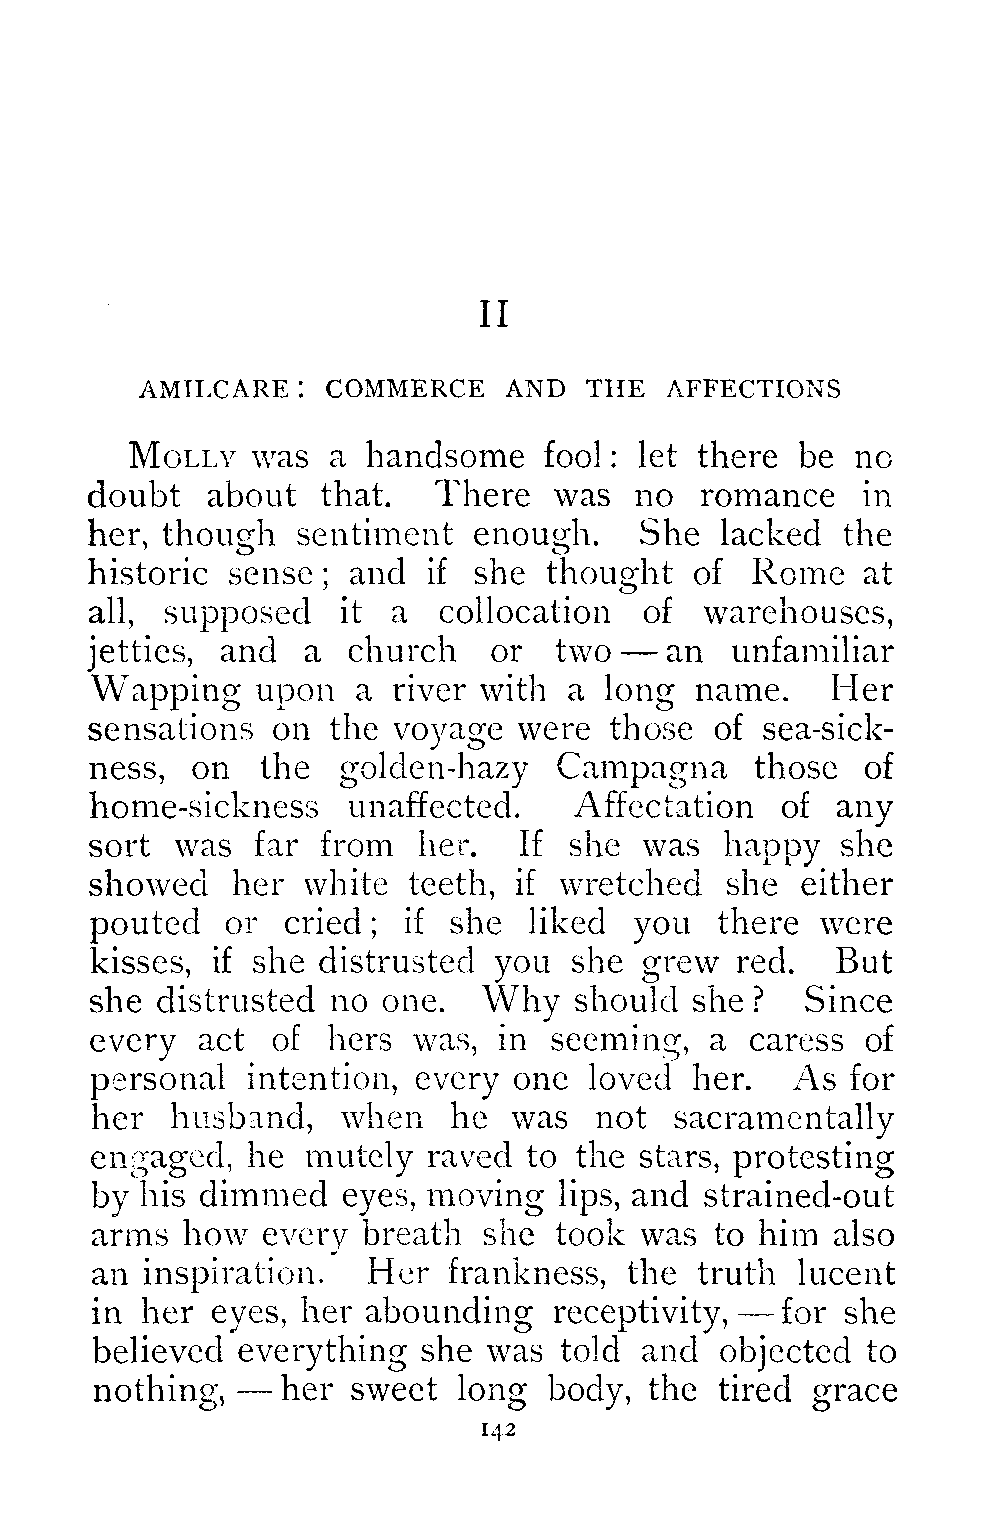 II
AMILCARE: COMMERCE AND THE AFFECTIONS
MOLLY was a handsome fool: let there be no
doubt about that. There was no romance in
her, though sentiment enough. She lacked the
historic sense; and if she thought of Rome at
all, supposed it a collocation of warehouses,
jetties, and a church or two — an unfamiliar
Wapping upon a river with a long name. Her
sensations on the voyage were those of sea-sick-
ness, on the golden-hazy Campagna those of
home-sickness unaffected. Affectation of any
sort was far from her. If she was happy she
showed her white teeth, if wretched she either
pouted or cried; if she liked you there were
kisses, if she distrusted you she grew red. But
she distrusted no one. Why should she? Since
every act of hers was, in seeming, a caress of
personal intention, every one loved her. As for
her husband, when he was not sacramentally
engaged, he mutely raved to the stars, protesting
by his dimmed eyes, moving lips, and strained-out
arms how every breath she took was to him also
an inspiration. Her frankness, the truth lucent
in her eyes, her abounding receptivity, — for she
believed everything she was told and objected to
nothing, — her sweet long body, the tired grace
142